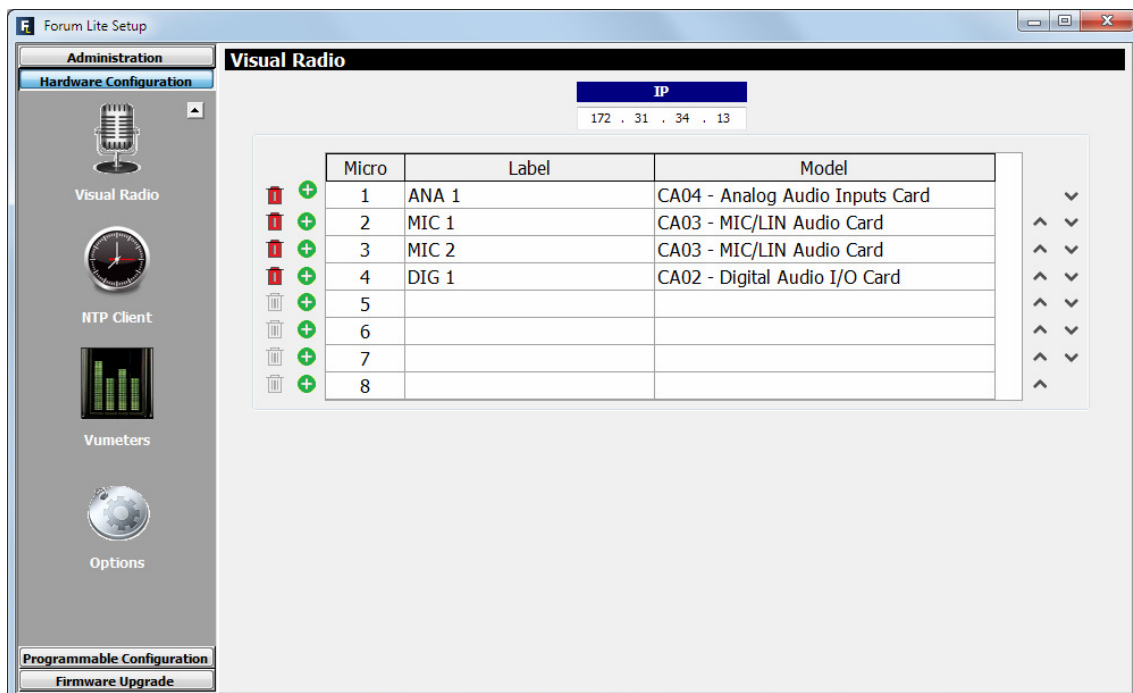 Forum Lite Setup
Administration
Hardware Configuration
Visual Radio
NTP Client
Vumeters
Options
Programmable Configuration
Firmware Upgrade
Visual Radio
IP
172 . 31 . 34 . 13
Micro Label Model
1 ANA 1 CA04 - Analog Audio Inputs Card
2 MIC 1 CA03 - MIC/LIN Audio Card
3 MIC 2 CA03 - MIC/LIN Audio Card
4 DIG 1 CA02 - Digital Audio I/O Card
5
6
7
8